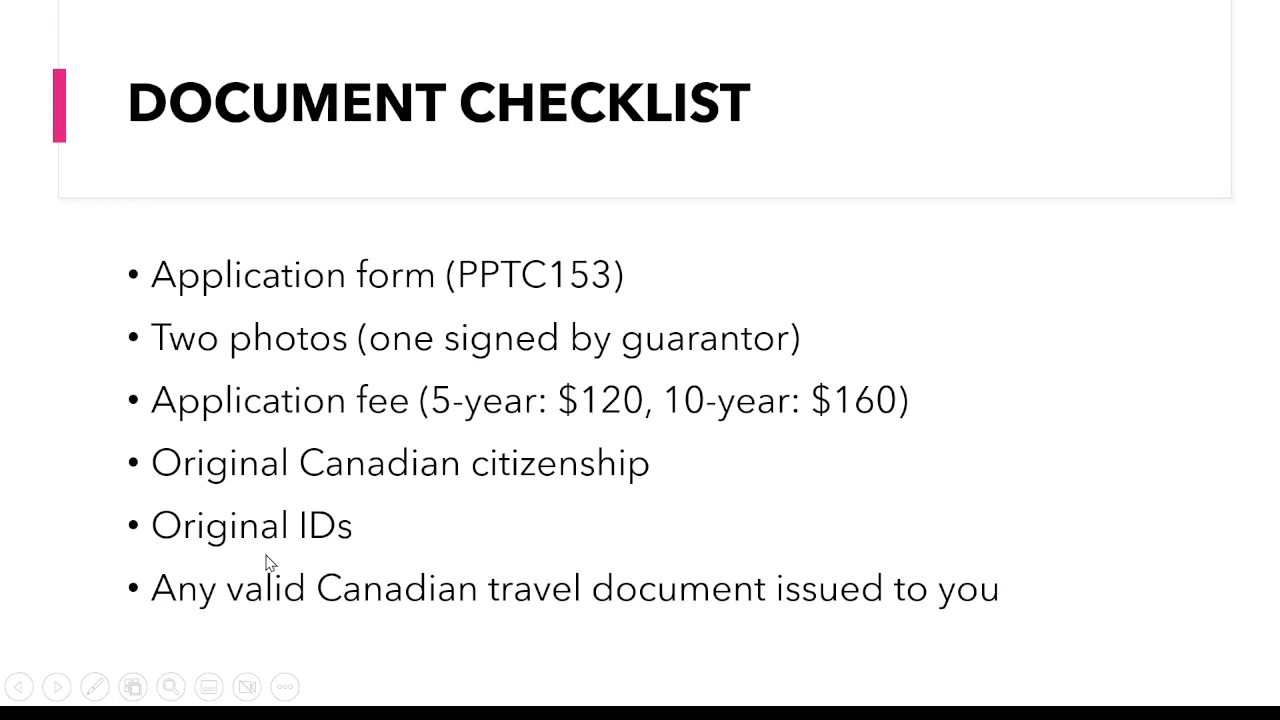 DOCUMENT CHECKLIST
• Application form (PPTC153)
• Two photos (one signed by guarantor)
• Application fee (5-year: $120, 10-year: $160)
• Original Canadian citizenship
• Original IDs
• Any valid Canadian travel document issued to you